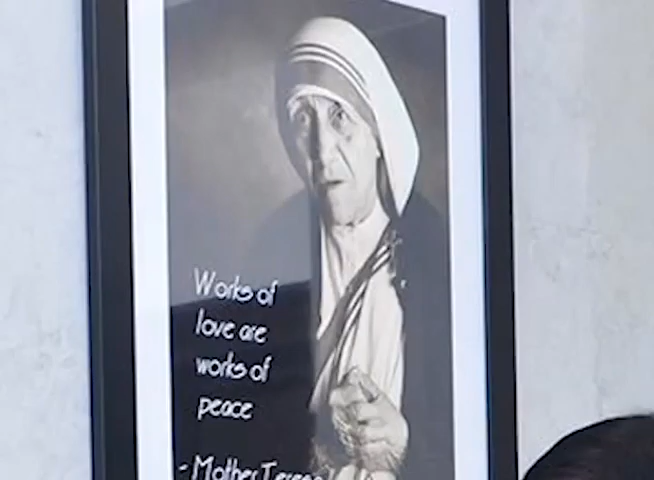 Works of
love are
works of
peace
- Mother Teresa